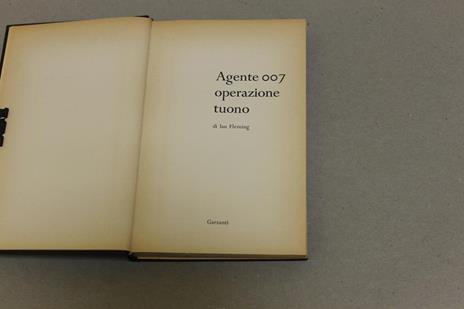 Agente 007
operazione
tuono
di Ian Fleming
Garzanti